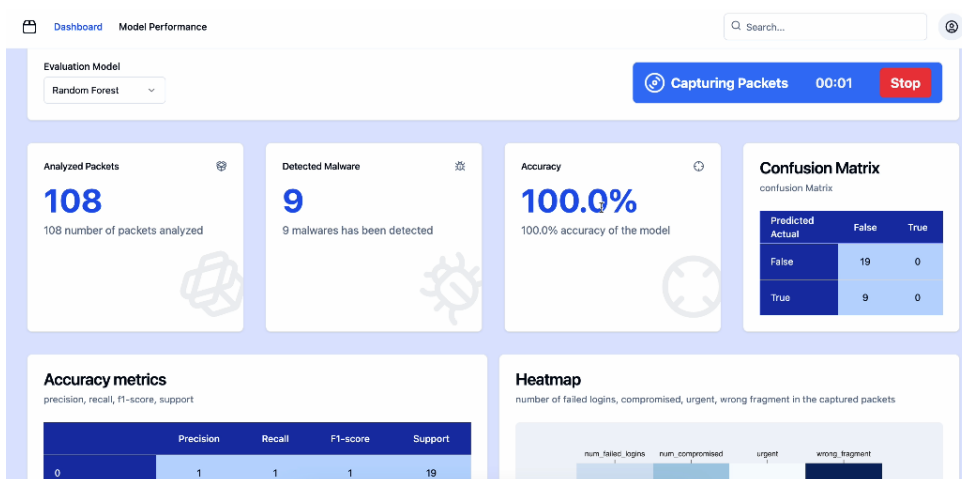 Dashboard Model Performance Search...
Evaluation Model
Random Forest
Capturing Packets 00:01 Stop
Analyzed Packets
108
108 number of packets analyzed
Detected Malware
9
9 malwares has been detected
Accuracy
100.0%
100.0% accuracy of the model
Confusion Matrix
confusion Matrix
Predicted
Actual False True
False 19 0
True 9 0
Accuracy metrics
precision, recall, f1-score, support
Precision Recall F1-score Support
0 1 1 1 19
Heatmap
number of failed logins, compromised, urgent, wrong fragment in the captured packets
num_failed_logins num_compromised urgent wrong_fragment